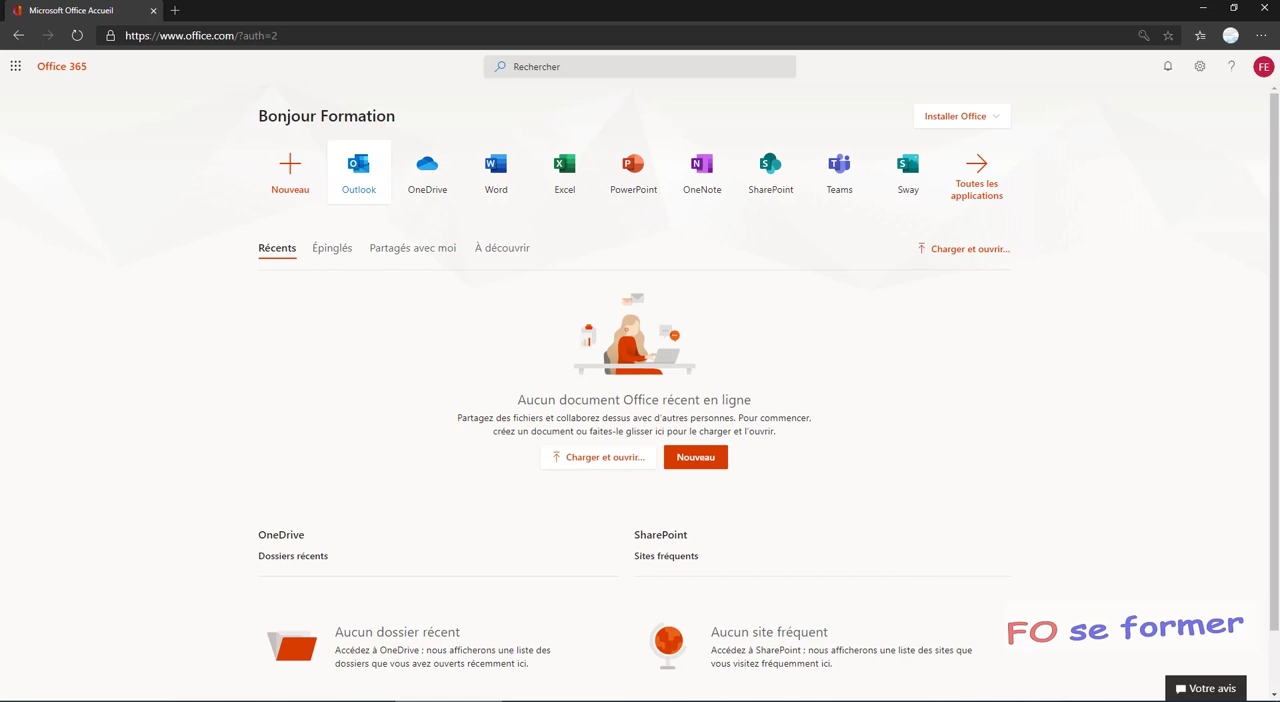 Microsoft Office Accueil
https://www.office.com/?auth=2
Office 365
Rechercher
FE
Bonjour Formation
Installer Office
Nouveau
Outlook
OneDrive
Word
Excel
PowerPoint
OneNote
SharePoint
Teams
Sway
Toutes les
applications
Récents
Épinglés
Partagés avec moi
À découvrir
Charger et ouvrir...
Aucun document Office récent en ligne
Partagez des fichiers et collaborez dessus avec d'autres personnes. Pour commencer,
créez un document ou faites-le glisser ici pour le charger et l'ouvrir.
Charger et ouvrir...
Nouveau
OneDrive
Dossiers récents
SharePoint
Sites fréquents
Aucun dossier récent
Accédez à OneDrive ; nous afficherons une liste des
dossiers que vous avez ouverts récemment ici.
Aucun site fréquent
Accédez à SharePoint ; nous afficherons une liste des sites que
vous visitez fréquemment ici.
FO se former
Votre avis